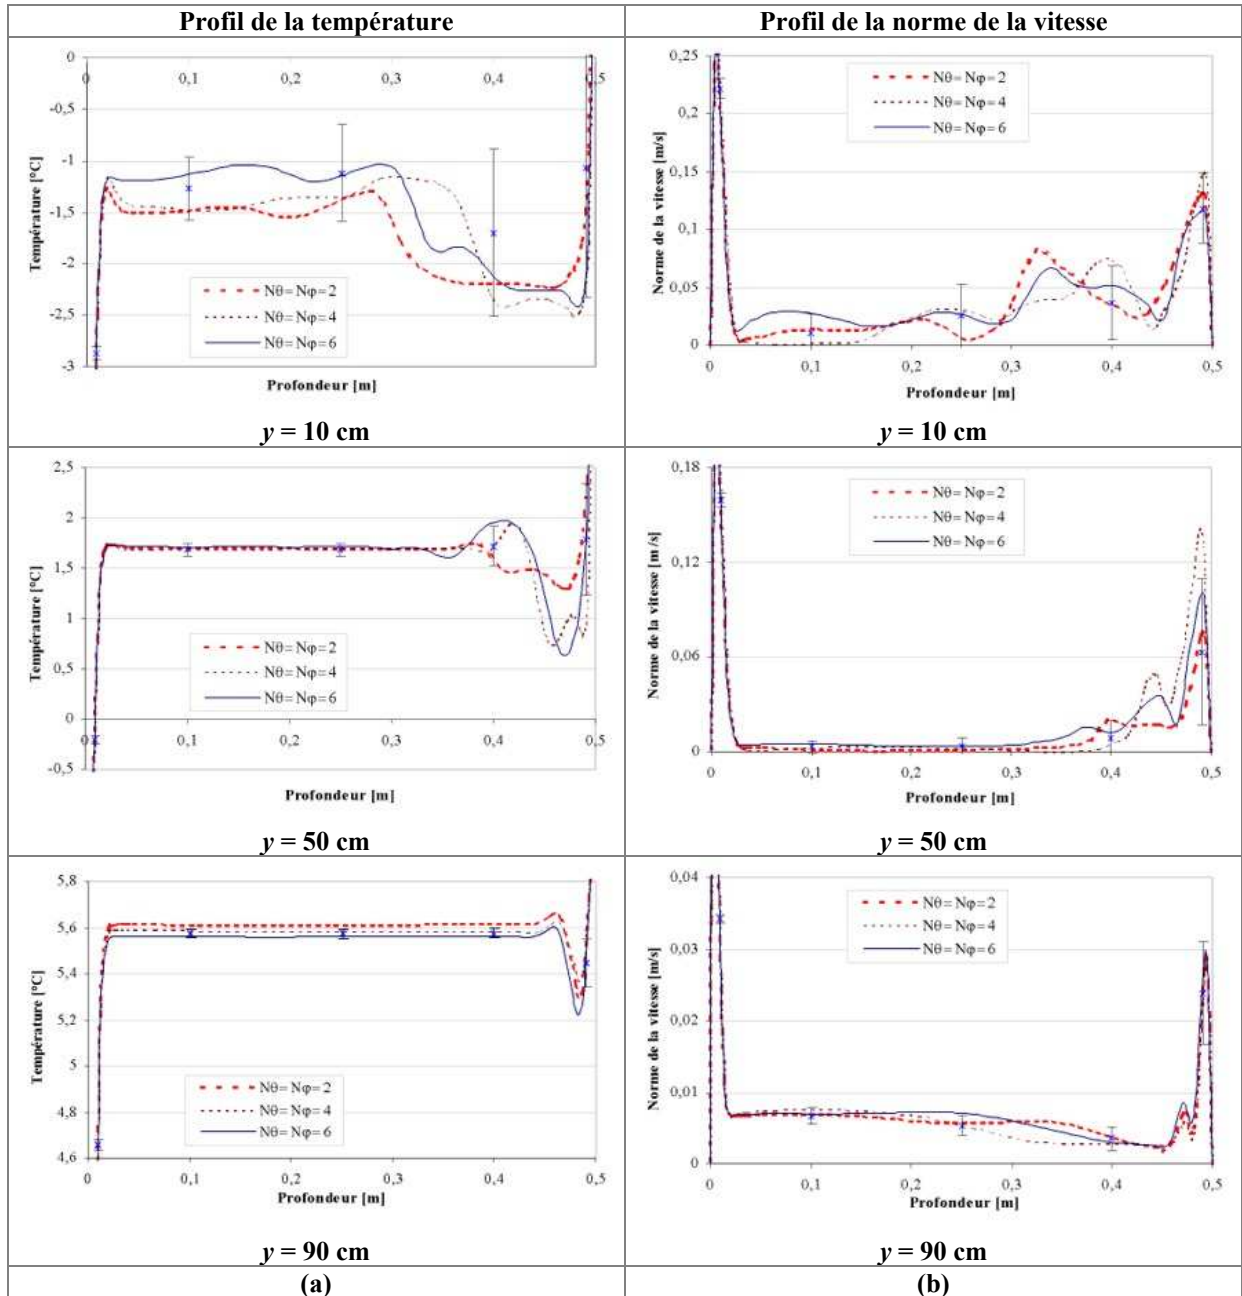 Profil de la température
Profil de la norme de la vitesse
0
-0,5
-1
-1,5
-2
-2,5
-3
0
0,1
0,2
0,3
0,4
0,5
Température [°C]
Nθ= Nφ= 2
Nθ= Nφ= 4
Nθ= Nφ= 6
Profondeur [m]
y = 10 cm
0,25
0,2
0,15
0,1
0,05
0
Norme de la vitesse [m/s]
Nθ= Nφ= 2
Nθ= Nφ= 4
Nθ= Nφ= 6
0
0,1
0,2
0,3
0,4
0,5
Profondeur [m]
y = 10 cm
2,5
2
1,5
1
0,5
0
-0,5
Température [°C]
0
0,1
0,2
0,3
0,4
0,5
Nθ= Nφ= 2
Nθ= Nφ= 4
Nθ= Nφ= 6
Profondeur [m]
y = 50 cm
0,18
0,12
0,06
0
Norme de la vitesse [m /s]
Nθ= Nφ= 2
Nθ= Nφ= 4
Nθ= Nφ= 6
0
0,1
0,2
0,3
0,4
0,5
Profondeur [m]
y = 50 cm
5,8
5,6
5,4
5,2
5
4,8
4,6
Température [°C]
Nθ= Nφ= 2
Nθ= Nφ= 4
Nθ= Nφ= 6
0
0,1
0,2
0,3
0,4
0,5
Profondeur [m]
y = 90 cm
0,04
0,03
0,02
0,01
0
Norme de la vitesse [m/s]
Nθ= Nφ= 2
Nθ= Nφ= 4
Nθ= Nφ= 6
0
0,1
0,2
0,3
0,4
0,5
Profondeur [m]
y = 90 cm
(a)
(b)